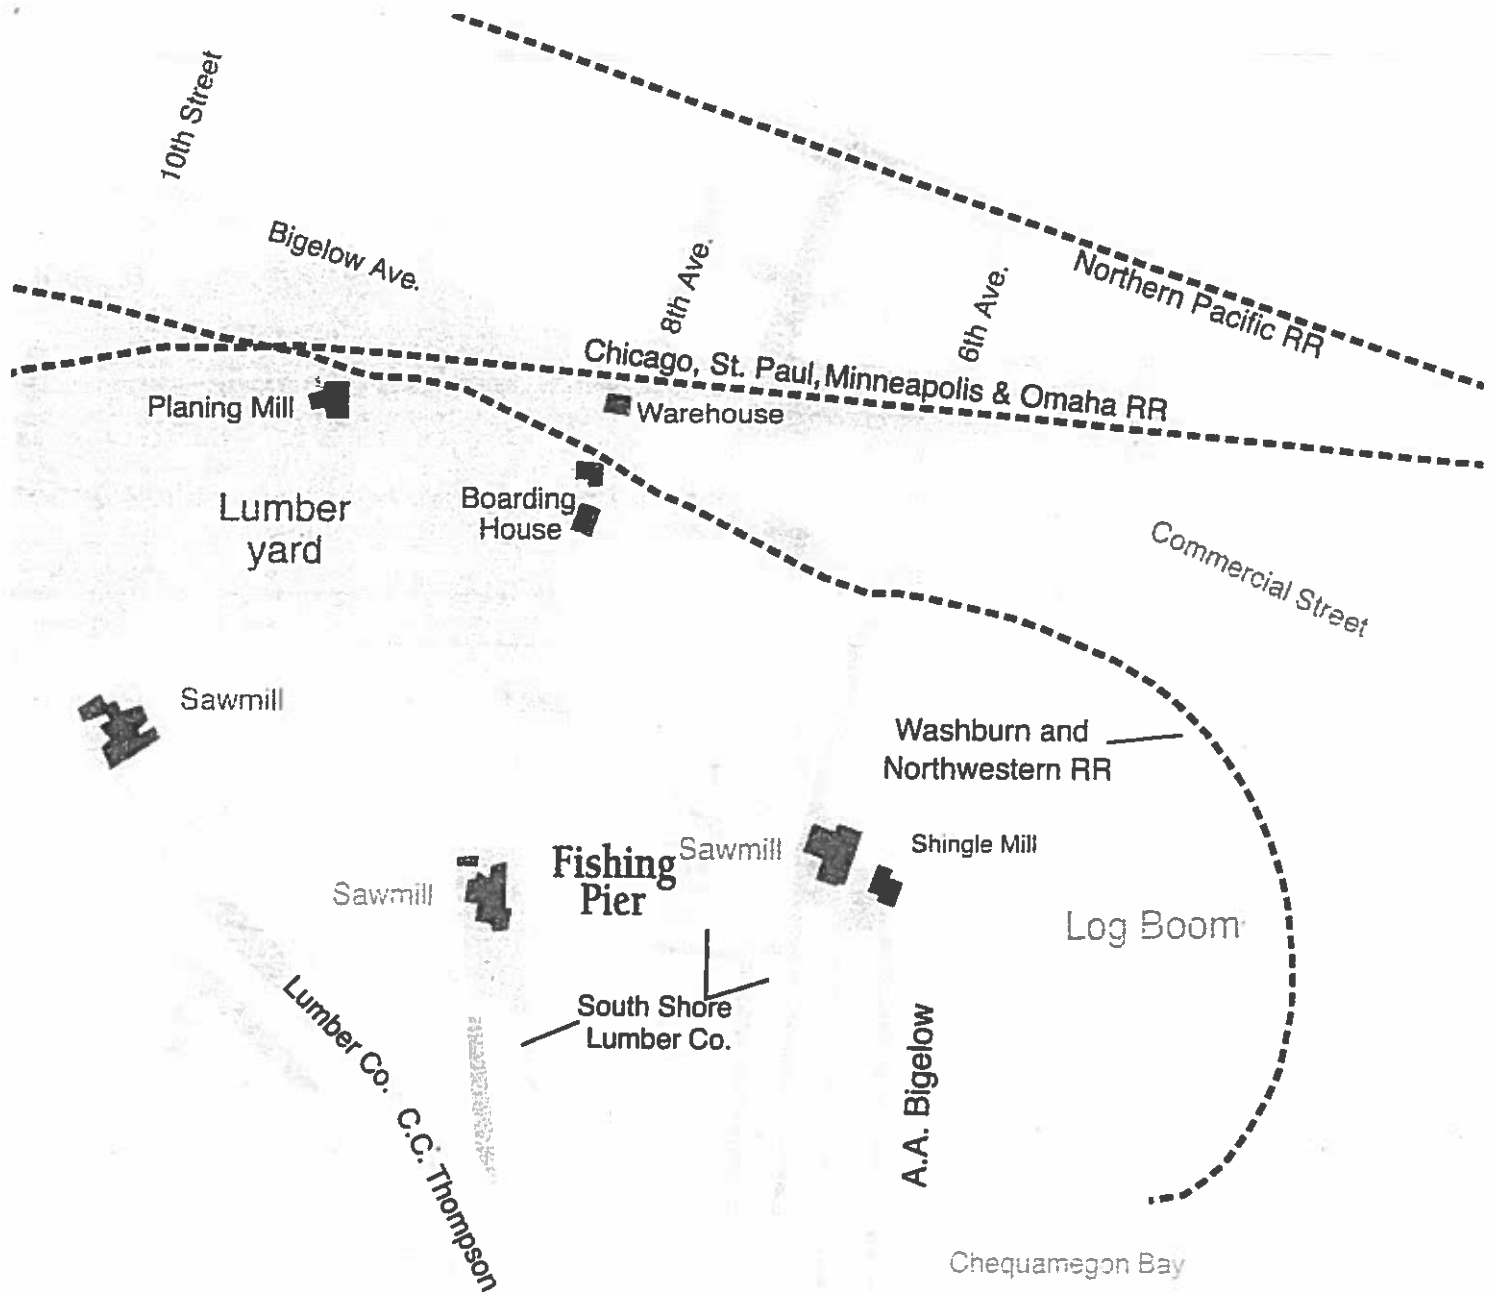 10th Street
Bigelow Ave.
8th Ave.
6th Ave.
Northern Pacific RR
Chicago, St. Paul, Minneapolis & Omaha RR
Planing Mill
Warehouse
Lumber
yard
Boarding
House
Commercial Street
Sawmill
Washburn and
Northwestern RR
Sawmill
Fishing
Pier
Sawmill
Shingle Mill
Log Boom
South Shore
Lumber Co.
Lumber Co. C.C. Thompson
A.A. Bigelow
Chequamegon Bay